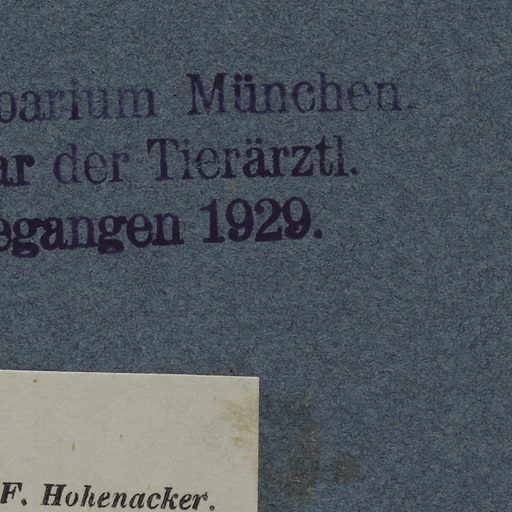 barium München.
ar der Tierärztl.
egangen 1929.
F. Hohenacker.